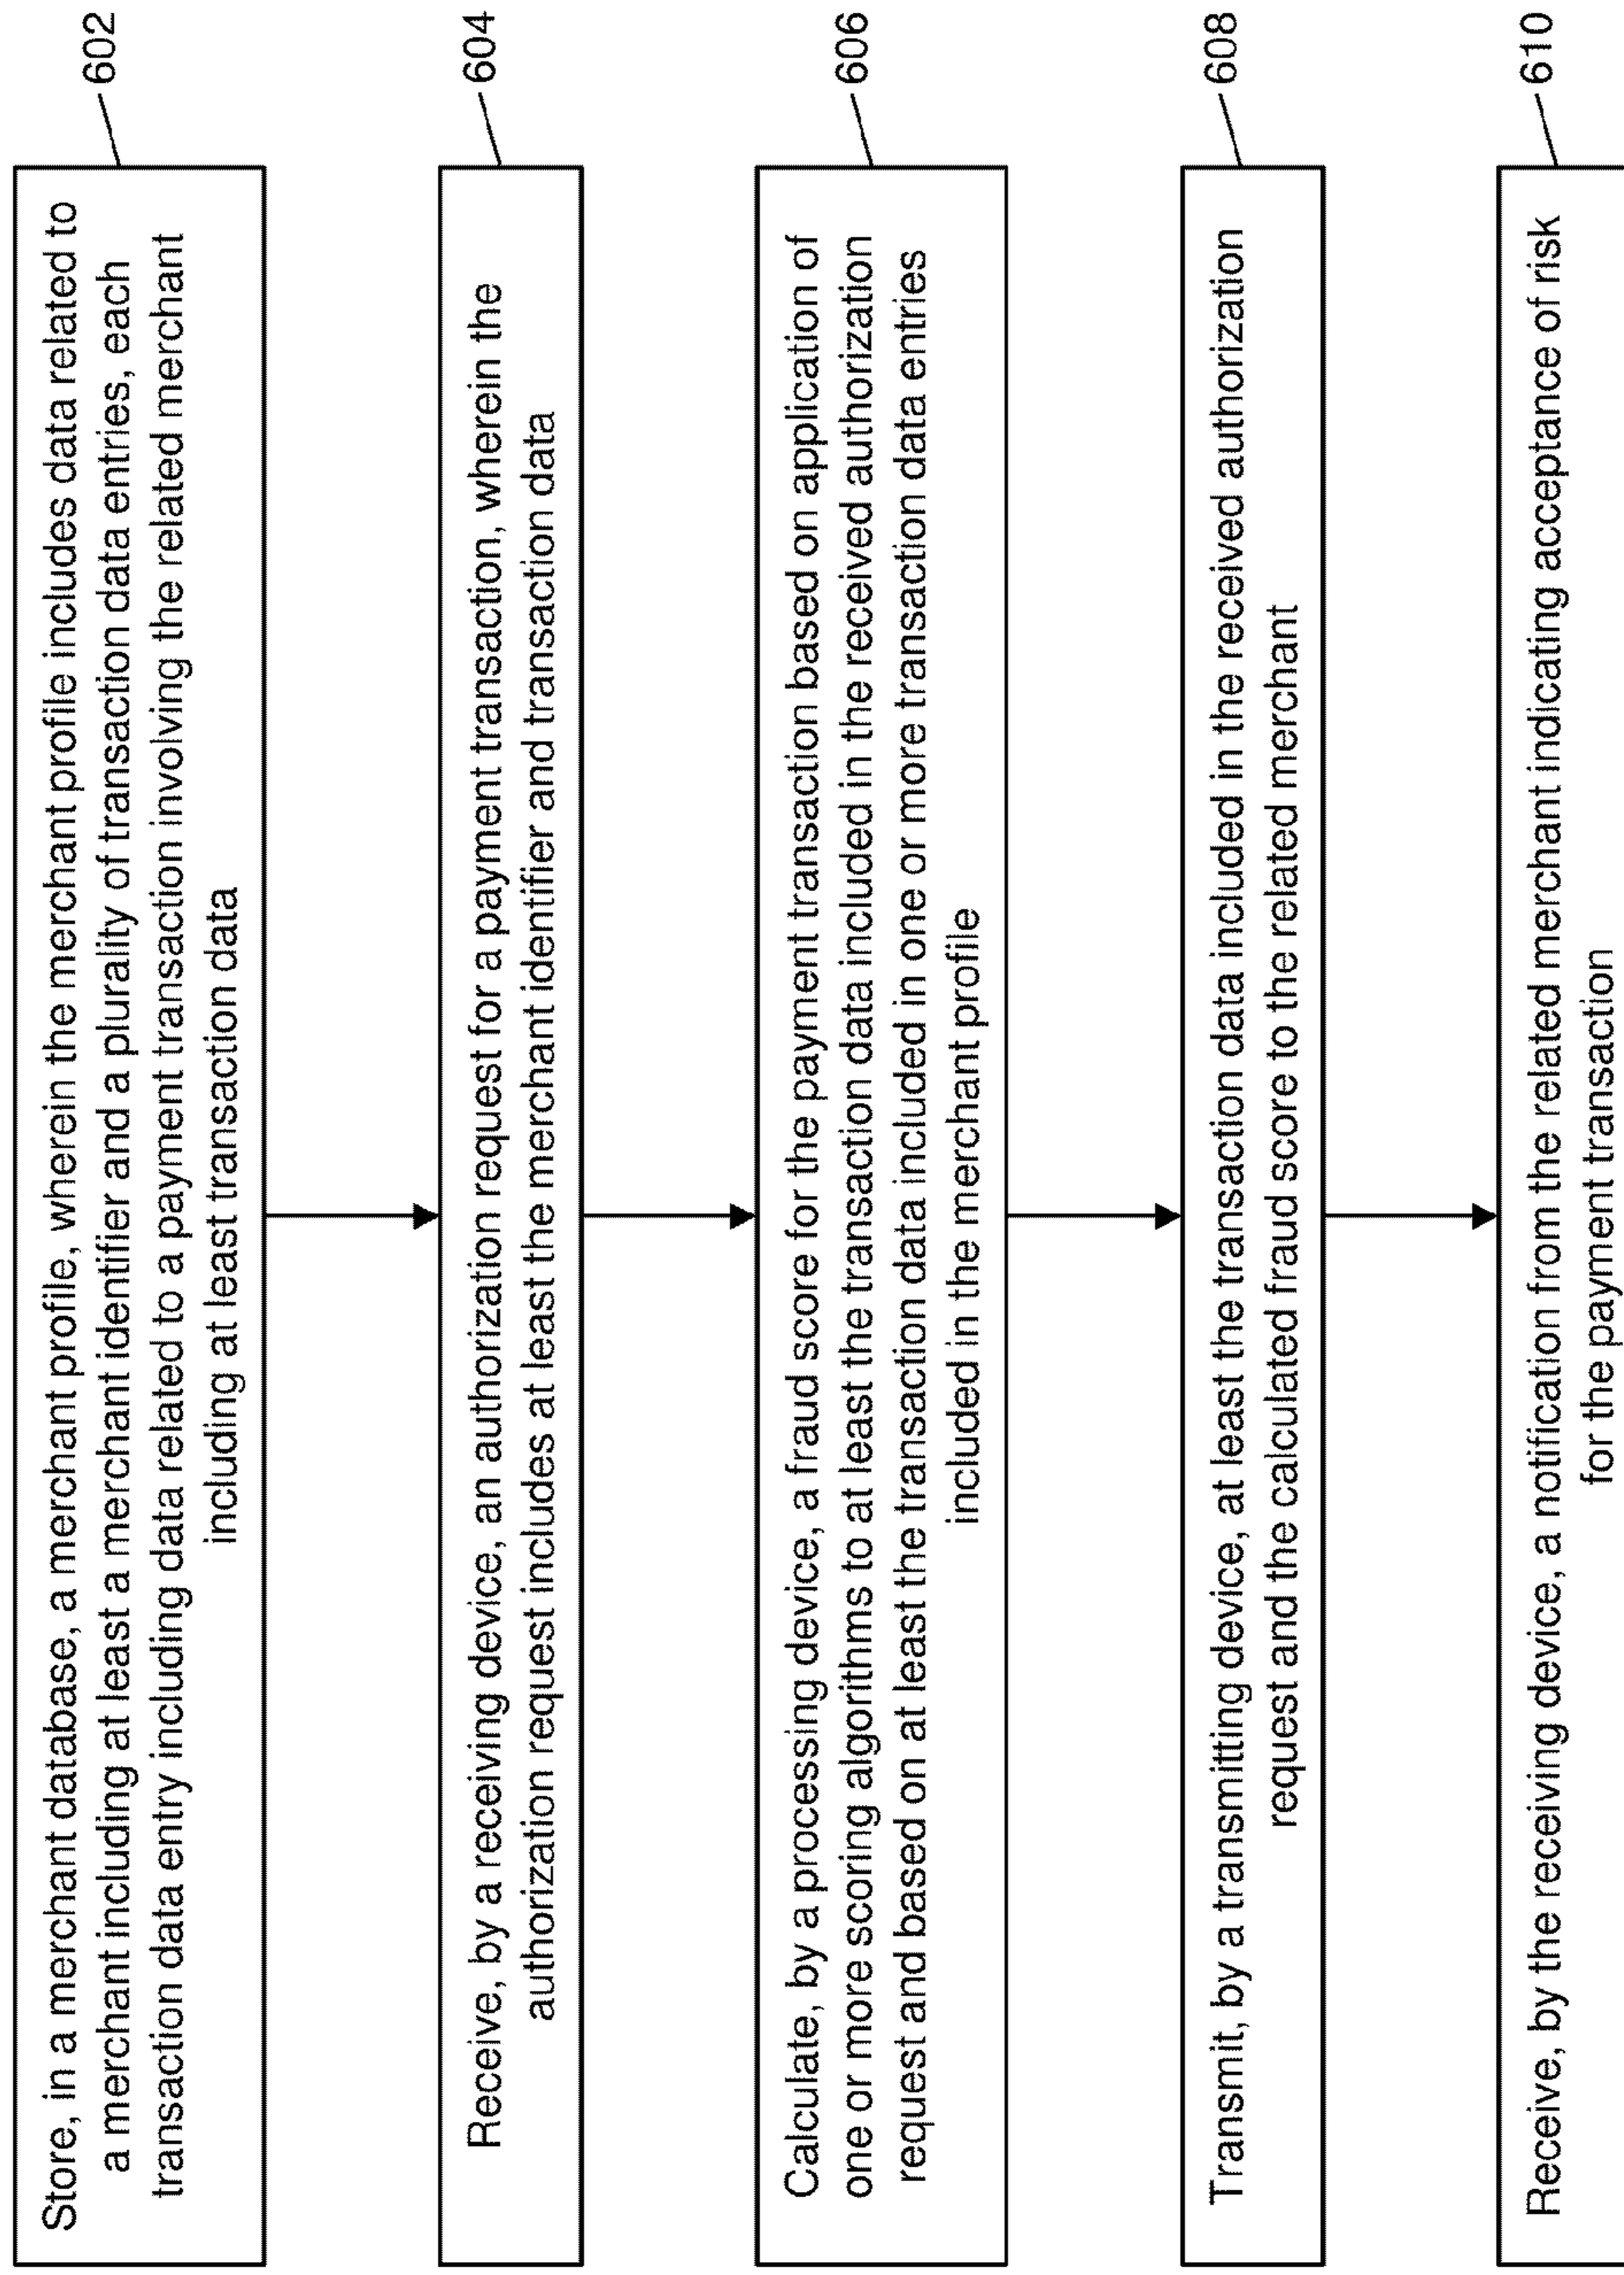 Store, in a merchant database, a merchant profile, wherein the merchant profile includes data related to
a merchant including at least a merchant identifier and a plurality of transaction data entries, each
transaction data entry including data related to a payment transaction involving the related merchant
including at least transaction data
602
Receive, by a receiving device, an authorization request for a payment transaction, wherein the
authorization request includes at least the merchant identifier and transaction data
604
Calculate, by a processing device, a fraud score for the payment transaction based on application of
one or more scoring algorithms to at least the transaction data included in the received authorization
request and based on at least the transaction data included in one or more transaction data entries
included in the merchant profile
606
Transmit, by a transmitting device, at least the transaction data included in the received authorization
request and the calculated fraud score to the related merchant
608
Receive, by the receiving device, a notification from the related merchant indicating acceptance of risk
for the payment transaction
610